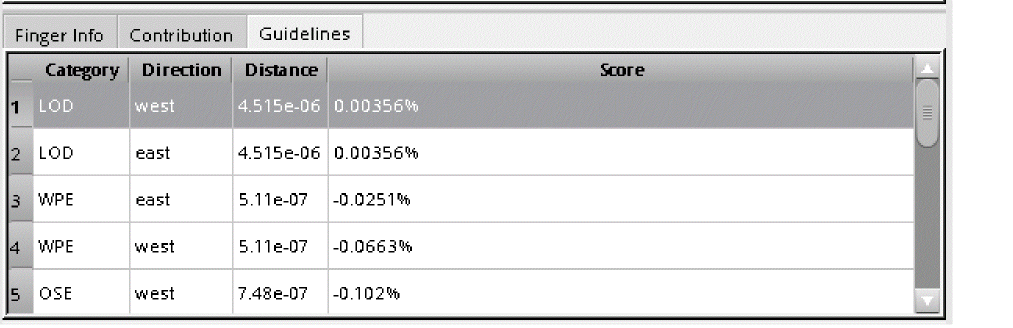 Finger Info Contribution Guidelines
Category Direction Distance Score
1 LOD west 4.515e-06 0.00356%
2 LOD east 4.515e-06 0.00356%
3 WPE east 5.11e-07 -0.0251%
4 WPE west 5.11e-07 -0.0663%
5 OSE west 7.48e-07 -0.102%